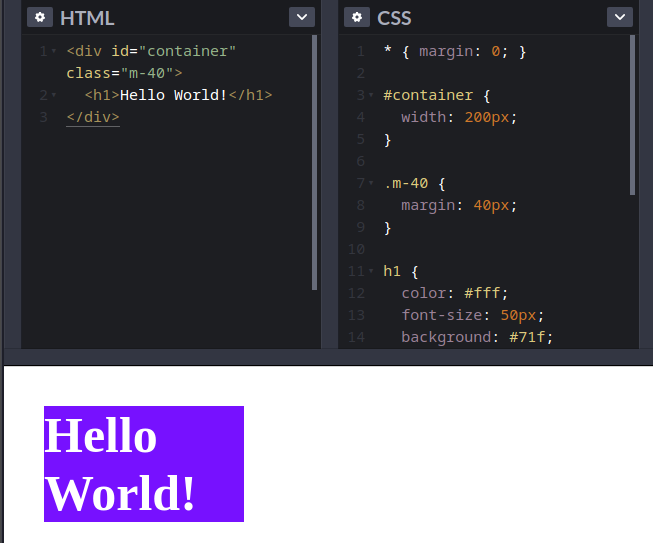 HTML
1 <div id="container"
class="m-40">
2 <h1>Hello World!</h1>
3 </div>
CSS
1 * { margin: 0; }
2
3 #container {
4 width: 200px;
5 }
6
7 .m-40 {
8 margin: 40px;
9 }
10
11 h1 {
12 color: #fff;
13 font-size: 50px;
14 background: #71f;
Hello
World!